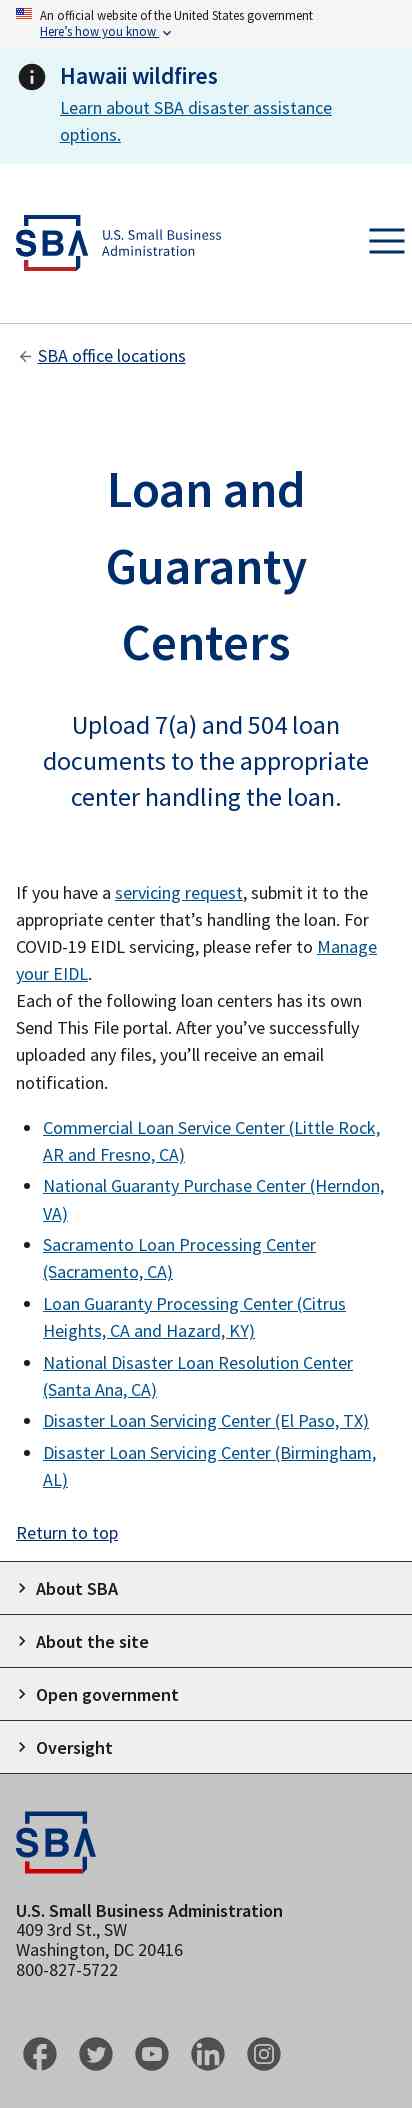 An official website of the United States government
Here's how you know
Hawaii wildfires
Learn about SBA disaster assistance
options.
SBA
U.S. Small Business
Administration
SBA office locations
Loan and
Guaranty
Centers
Upload 7(a) and 504 loan
documents to the appropriate
center handling the loan.
If you have a servicing request, submit it to the
appropriate center that's handling the loan. For
COVID-19 EIDL servicing, please refer to Manage
your EIDL.
Each of the following loan centers has its own
Send This File portal. After you've successfully
uploaded any files, you'll receive an email
notification.
Commercial Loan Service Center (Little Rock,
AR and Fresno, CA)
National Guaranty Purchase Center (Herndon,
VA)
Sacramento Loan Processing Center
(Sacramento, CA)
Loan Guaranty Processing Center (Citrus
Heights, CA and Hazard, KY)
National Disaster Loan Resolution Center
(Santa Ana, CA)
Disaster Loan Servicing Center (El Paso, TX)
Disaster Loan Servicing Center (Birmingham,
AL)
Return to top
About SBA
About the site
Open government
Oversight
SBA
U.S. Small Business Administration
409 3rd St., SW
Washington, DC 20416
800-827-5722